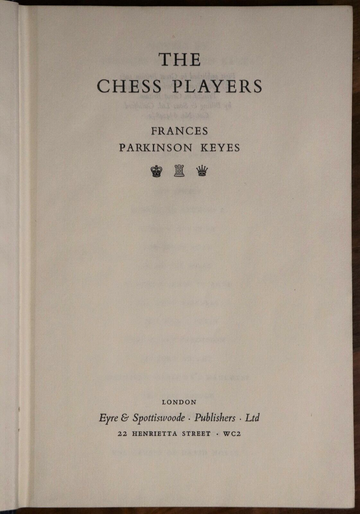 THE
CHESS PLAYERS
FRANCES
PARKINSON KEYES
LONDON
Eyre & Spottiswoode · Publishers · Ltd
22 HENRIETTA STREET · WC2